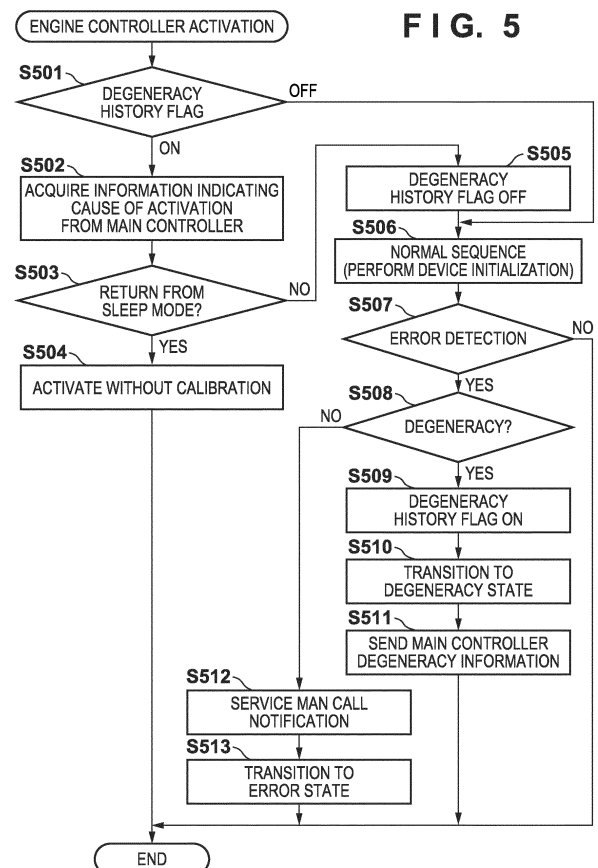 ENGINE CONTROLLER ACTIVATION
FIG. 5
S501
DEGENERACY
HISTORY FLAG
OFF
ON
S502
ACQUIRE INFORMATION INDICATING
CAUSE OF ACTIVATION
FROM MAIN CONTROLLER
S503
RETURN FROM
SLEEP MODE?
NO
YES
S504
ACTIVATE WITHOUT CALIBRATION
S505
DEGENERACY
HISTORY FLAG OFF
S506
NORMAL SEQUENCE
(PERFORM DEVICE INITIALIZATION)
S507
ERROR DETECTION
NO
YES
S508
DEGENERACY?
NO
YES
S509
DEGENERACY
HISTORY FLAG ON
S510
TRANSITION TO
DEGENERACY STATE
S511
SEND MAIN CONTROLLER
DEGENERACY INFORMATION
S512
SERVICE MAN CALL
NOTIFICATION
S513
TRANSITION TO
ERROR STATE
END